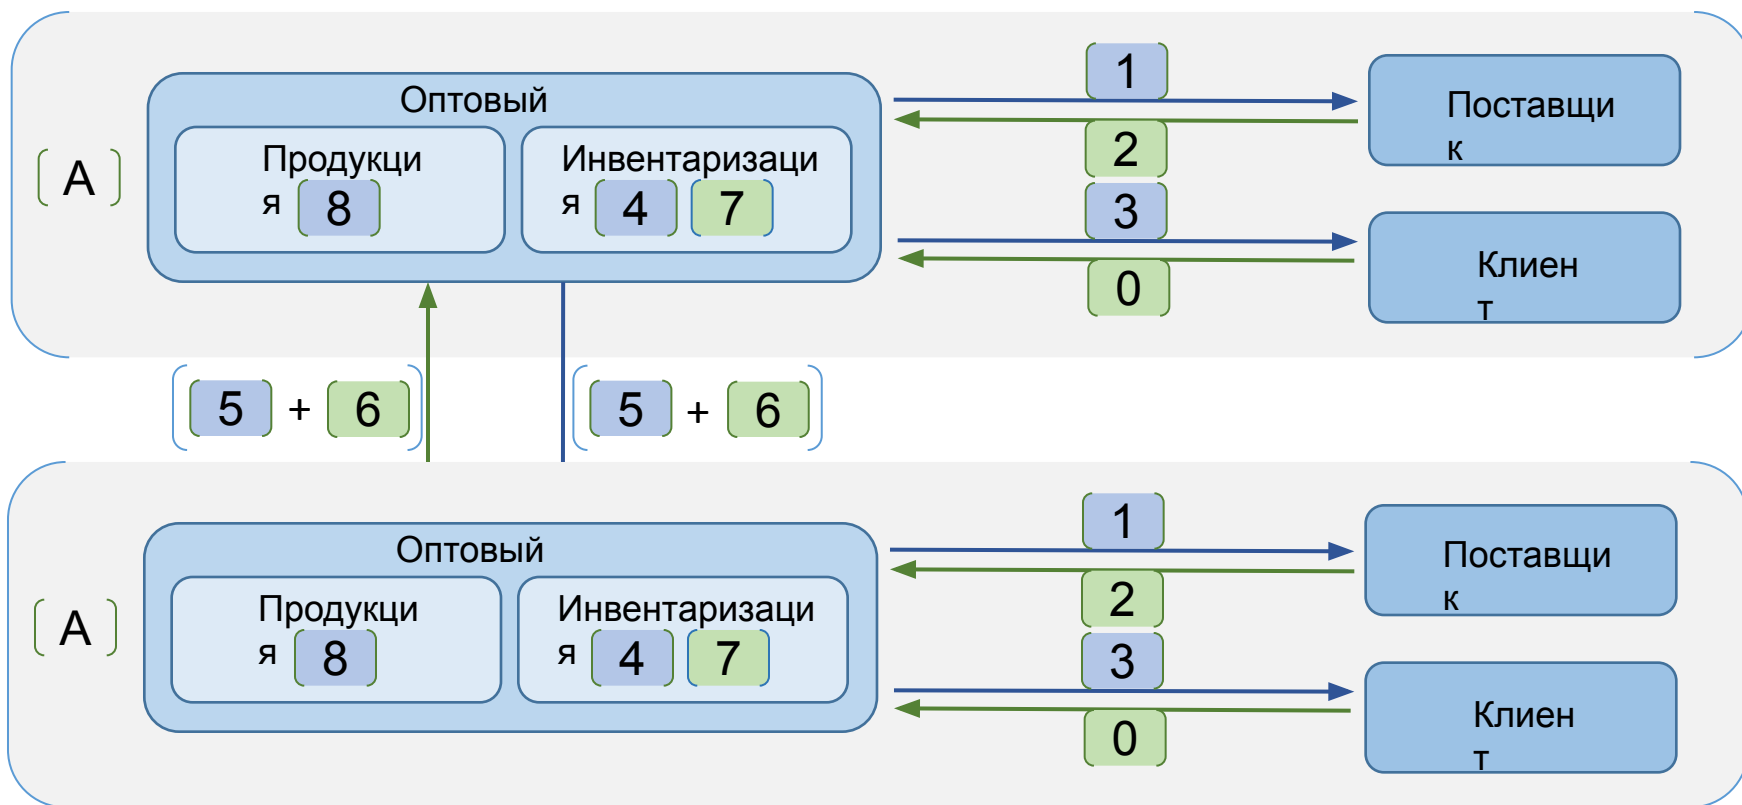 1
Оптовый
Поставщи
к
2
Продукци
я 8
Инвентаризаци
я 4 7
А
3
Клиен
т
0
5 + 6
5 + 6
1
Оптовый
Поставщи
к
2
Продукци
я 8
Инвентаризаци
я 4 7
А
3
Клиен
т
0